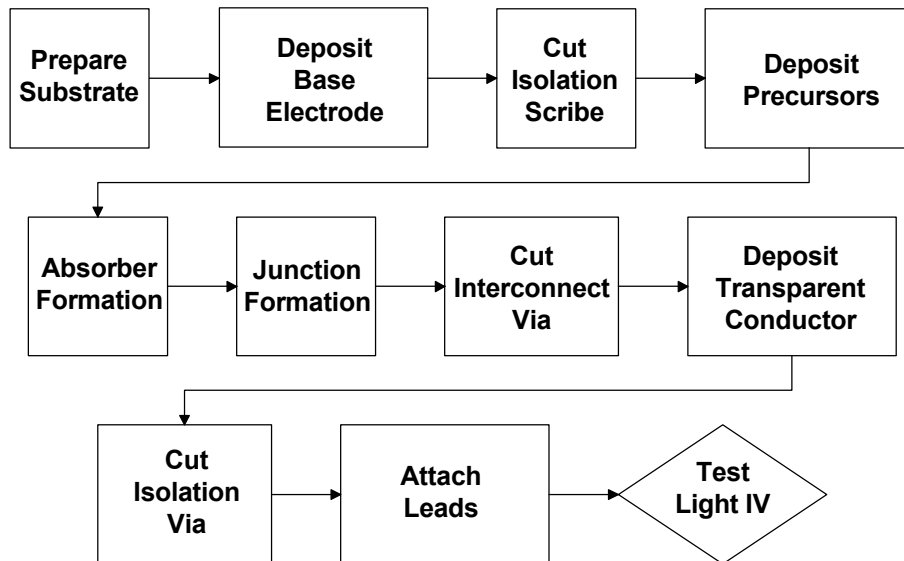 Prepare
Substrate
Deposit
Base
Electrode
Cut
Isolation
Scribe
Deposit
Precursors
Absorber
Formation
Junction
Formation
Cut
Interconnect
Via
Deposit
Transparent
Conductor
Cut
Isolation
Via
Attach
Leads
Test
Light IV